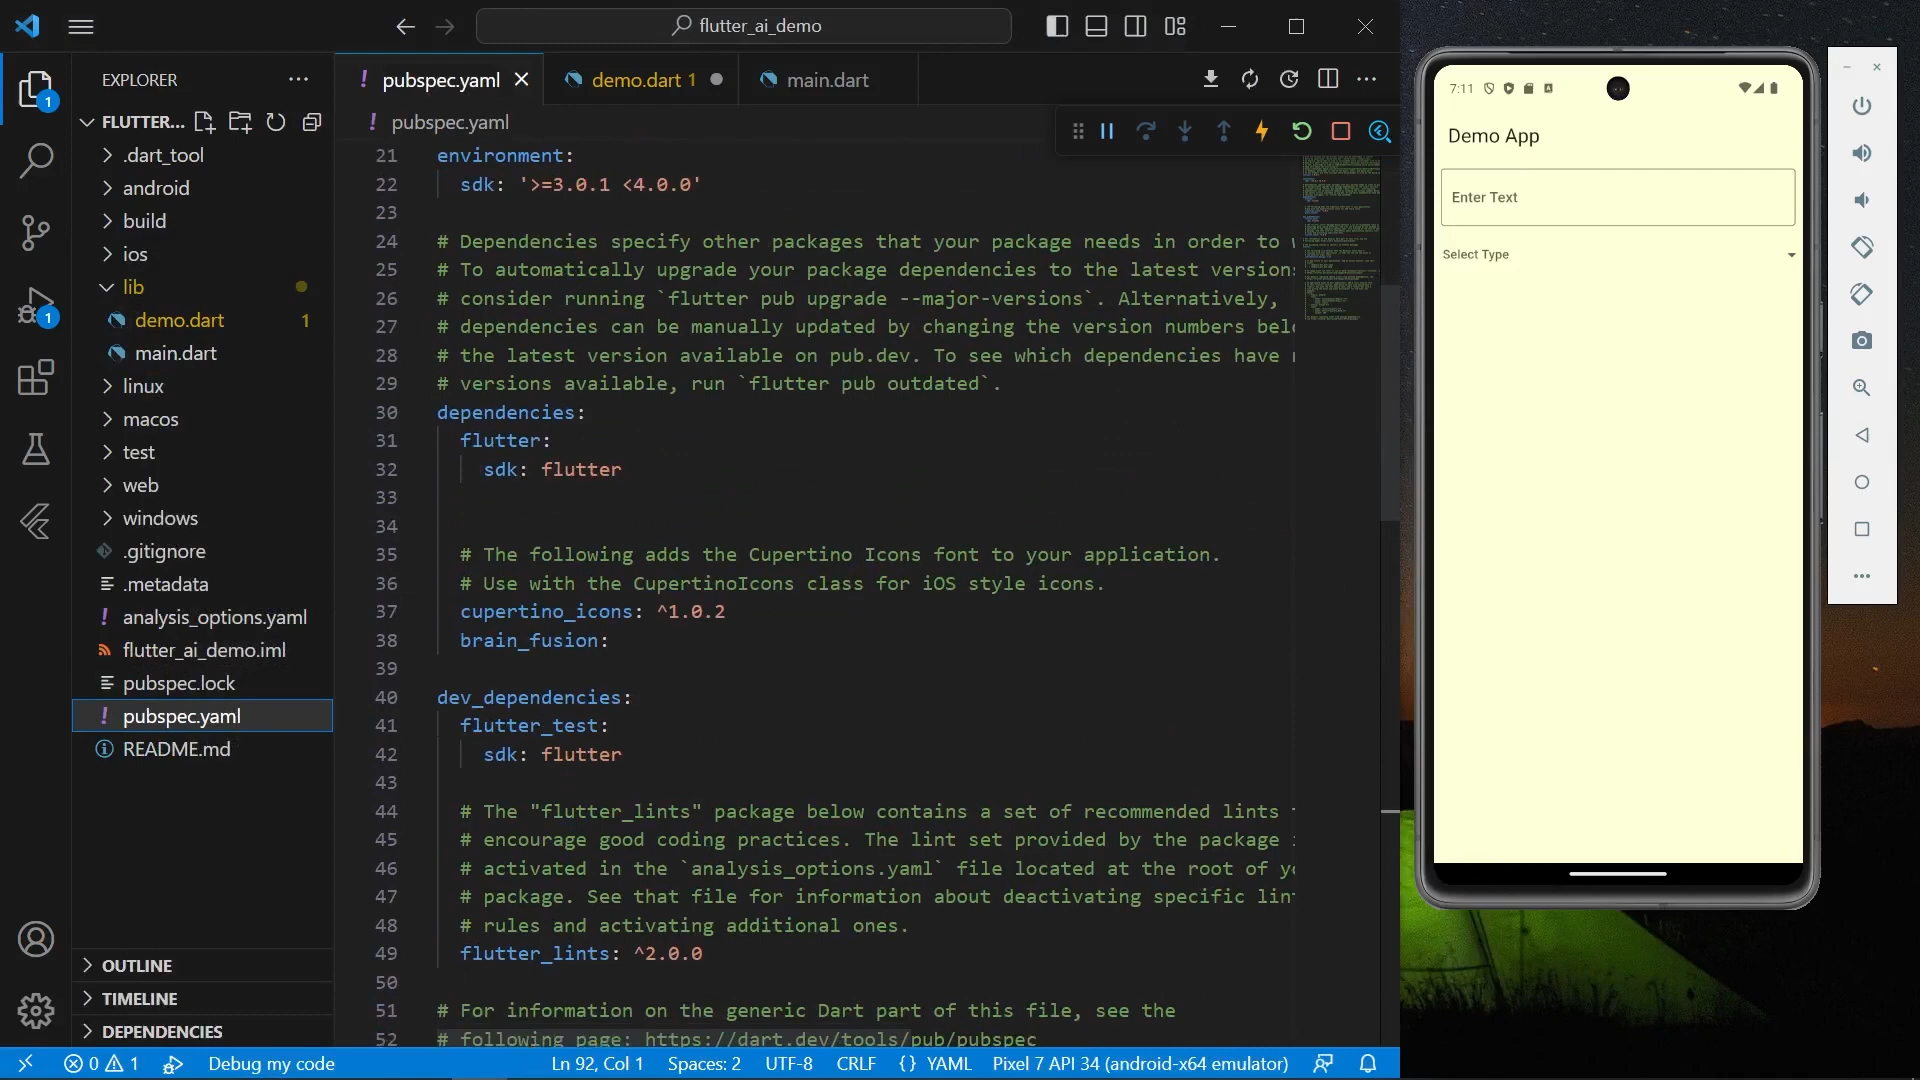 flutter_ai_demo
EXPLORER
FLUTTER...
.dart_tool
android
build
ios
lib
demo.dart 1
main.dart
linux
macos
test
web
windows
.gitignore
.metadata
analysis_options.yaml
flutter_ai_demo.iml
pubspec.lock
pubspec.yaml
README.md
OUTLINE
TIMELINE
DEPENDENCIES
1
1
pubspec.yaml
demo.dart 1
main.dart
pubspec.yaml
21 environment:
22 sdk: '>=3.0.1 <4.0.0'
23
24 # Dependencies specify other packages that your package needs in order to
25 # To automatically upgrade your package dependencies to the latest versions
26 # consider running `flutter pub upgrade --major-versions`. Alternatively,
27 # dependencies can be manually updated by changing the version numbers
28 # the latest version available on pub.dev. To see which dependencies have
29 # versions available, run `flutter pub outdated`.
30 dependencies:
31 flutter:
32 sdk: flutter
33
34
35 # The following adds the Cupertino Icons font to your application.
36 # Use with the CupertinoIcons class for iOS style icons.
37 cupertino_icons: ^1.0.2
38 brain_fusion:
39
40 dev_dependencies:
41 flutter_test:
42 sdk: flutter
43
44 # The "flutter_lints" package below contains a set of recommended lints
45 # encourage good coding practices. The lint set provided by the package
46 # activated in the `analysis_options.yaml` file located at the root of
47 # package. See that file for information about deactivating specific
48 # rules and activating additional ones.
49 flutter_lints: ^2.0.0
50
51 # For information on the generic Dart part of this file, see the
52 # following page: https://dart.dev/tools/pub/pubspec
0 1 Debug my code Ln 92, Col 1 Spaces: 2 UTF-8 CRLF {} YAML Pixel 7 API 34 (android-x64 emulator)
7:11
Demo App
Enter Text
Select Type